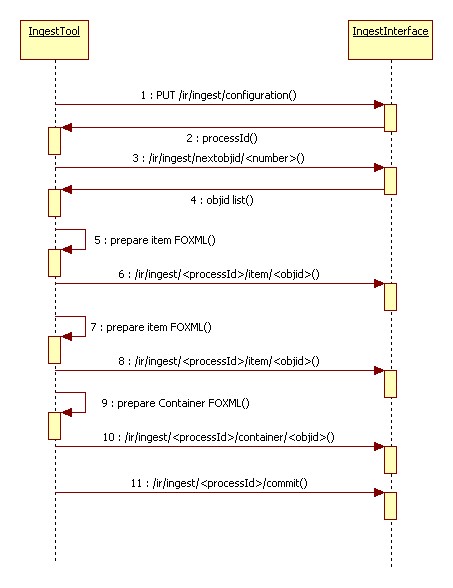 IngestTool
IngestInterface
1 : PUT /ir/ingest/configuration()
2 : processId()
3 : /ir/ingest/nextobjid/<number>()
4 : objid list()
5 : prepare item FOXML()
6 : /ir/ingest/<processId>/item/<objid>()
7 : prepare item FOXML()
8 : /ir/ingest/<processId>/item/<objid>()
9 : prepare Container FOXML()
10 : /ir/ingest/<processId>/container/<objid>()
11 : /ir/ingest/<processId>/commit()